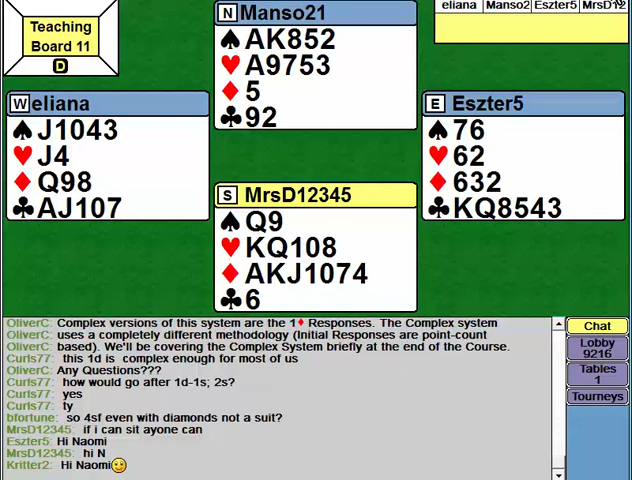 Teaching
Board 11
D
N Manso21
♠ AK852
♥ A9753
♦ 5
♣ 92
eliana Manso2 Eszter5 MrsD12
W eliana
♠ J1043
♥ J4
♦ Q98
♣ AJ107
E Eszter5
♠ 76
♥ 62
♦ 632
♣ KQ8543
S MrsD12345
♠ Q9
♥ KQ108
♦ AKJ1074
♣ 6
OliverC: Complex versions of this system are the 1♦ Responses. The Complex system
OliverC: uses a completely different methodology (Initial Responses are point-count
OliverC: based). We'll be covering the Complex System briefly at the end of the Course.
Curls77: this 1d is complex enough for most of us
OliverC: Any Questions???
Curls77: how would go after 1d-1s; 2s?
Curls77: yes
Curls77: ty
bfortune: so 4sf even with diamonds not a suit?
MrsD12345: if i can sit ayone can
Eszter5: Hi Naomi
MrsD12345: hi N
Kritter2: Hi Naomi
Chat
Lobby
9216
Tables
1
Tourneys